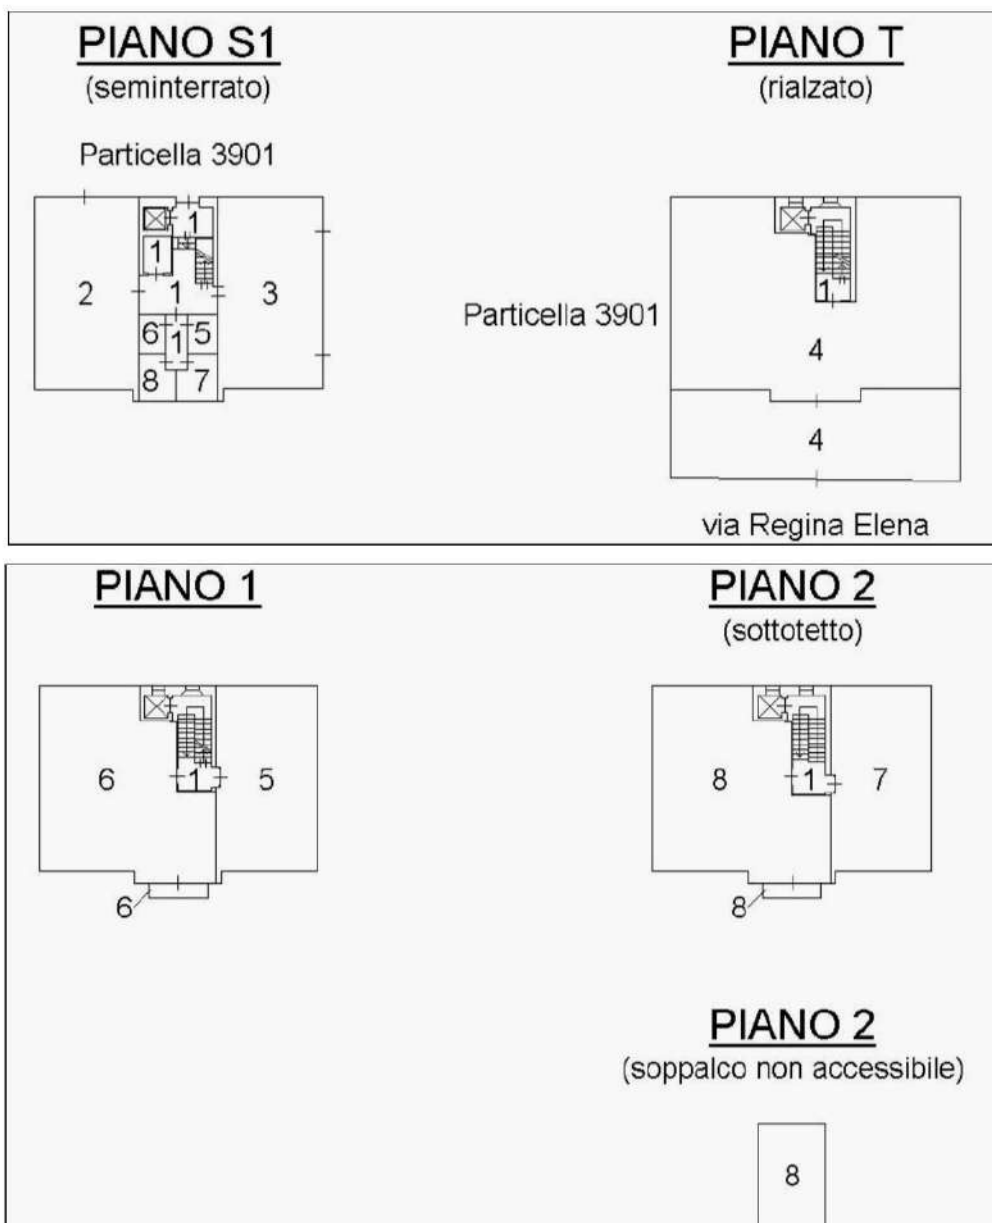 PIANO S1
(seminterrato)
Particella 3901
1
1
2
1
3
6
1
5
8
7
PIANO T
(rialzato)
1
Particella 3901
4
4
via Regina Elena
PIANO 1
6
1
5
6
PIANO 2
(sottotetto)
8
1
7
8
PIANO 2
(soppalco non accessibile)
8